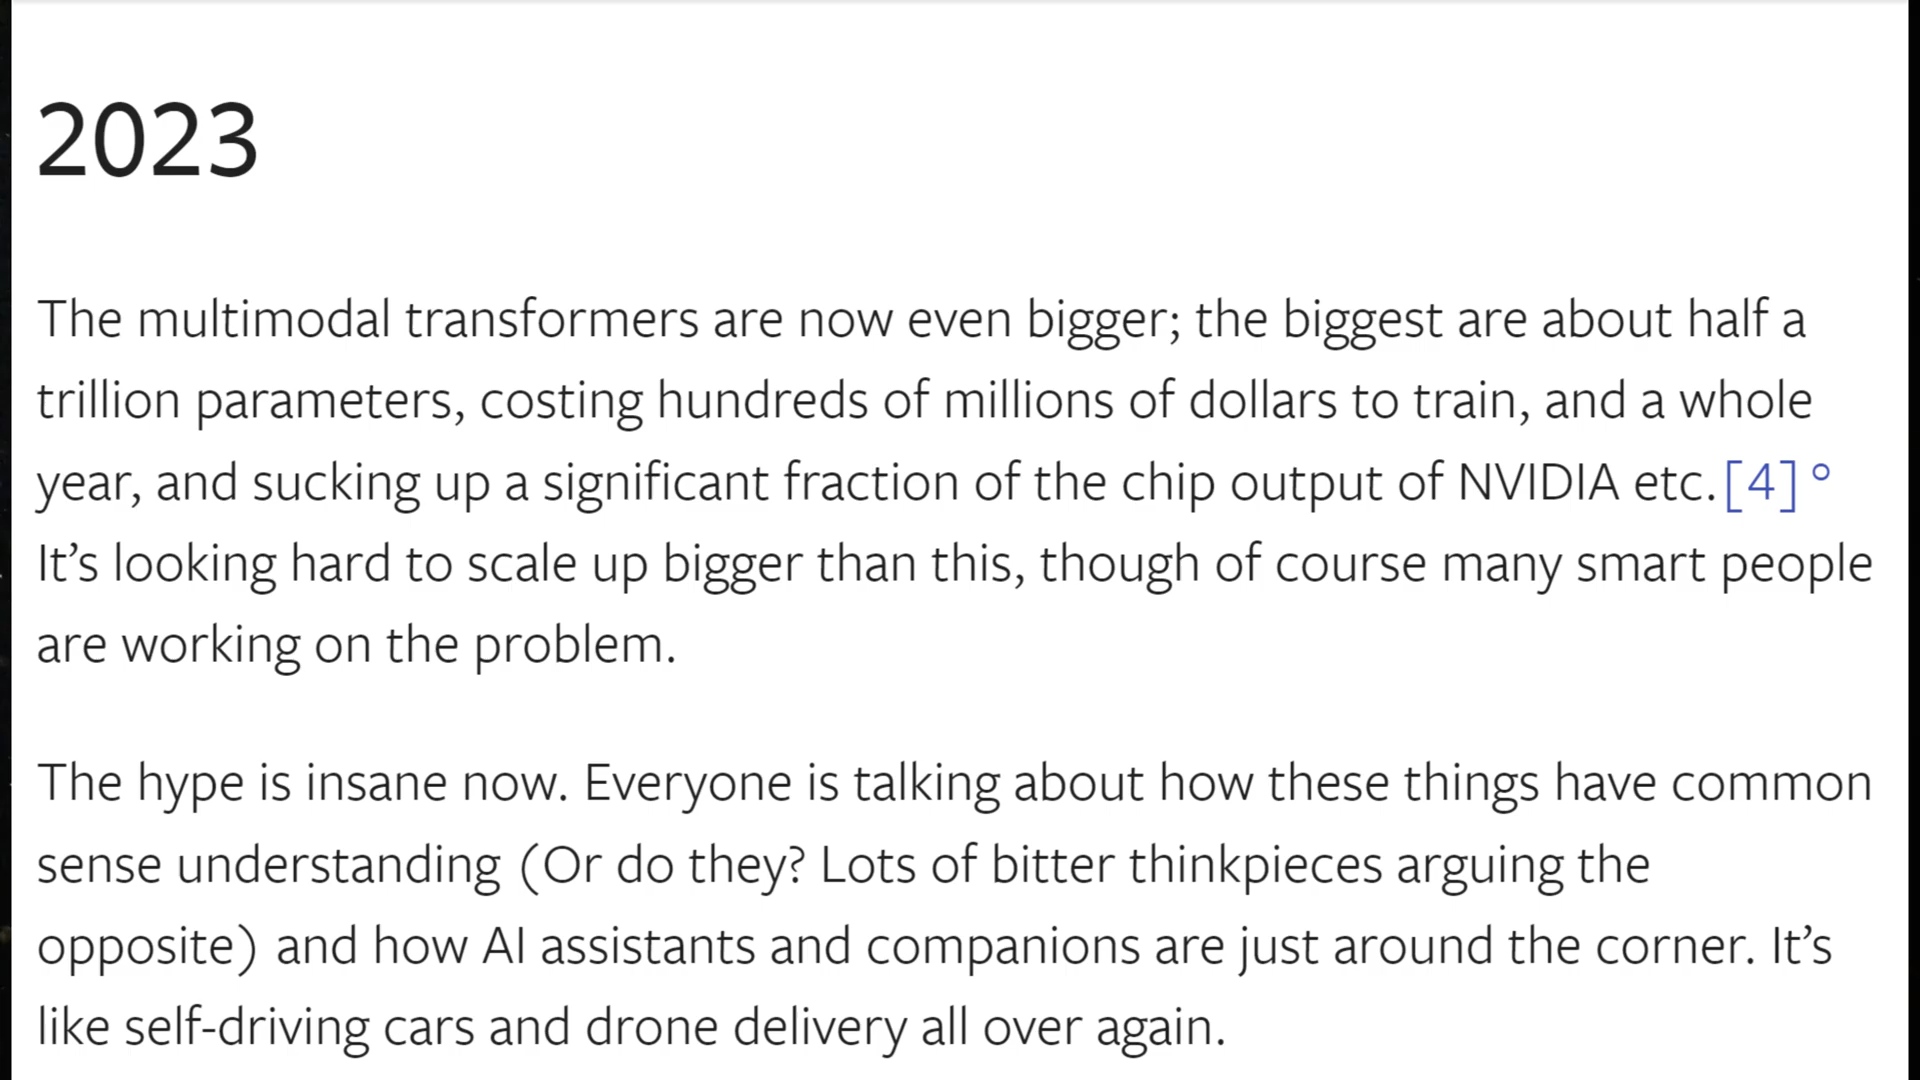 2023
The multimodal transformers are now even bigger; the biggest are about half a
trillion parameters, costing hundreds of millions of dollars to train, and a whole
year, and sucking up a significant fraction of the chip output of NVIDIA etc.[4]°
It’s looking hard to scale up bigger than this, though of course many smart people
are working on the problem.
The hype is insane now. Everyone is talking about how these things have common
sense understanding (Or do they? Lots of bitter thinkpieces arguing the
opposite) and how AI assistants and companions are just around the corner. It’s
like self-driving cars and drone delivery all over again.